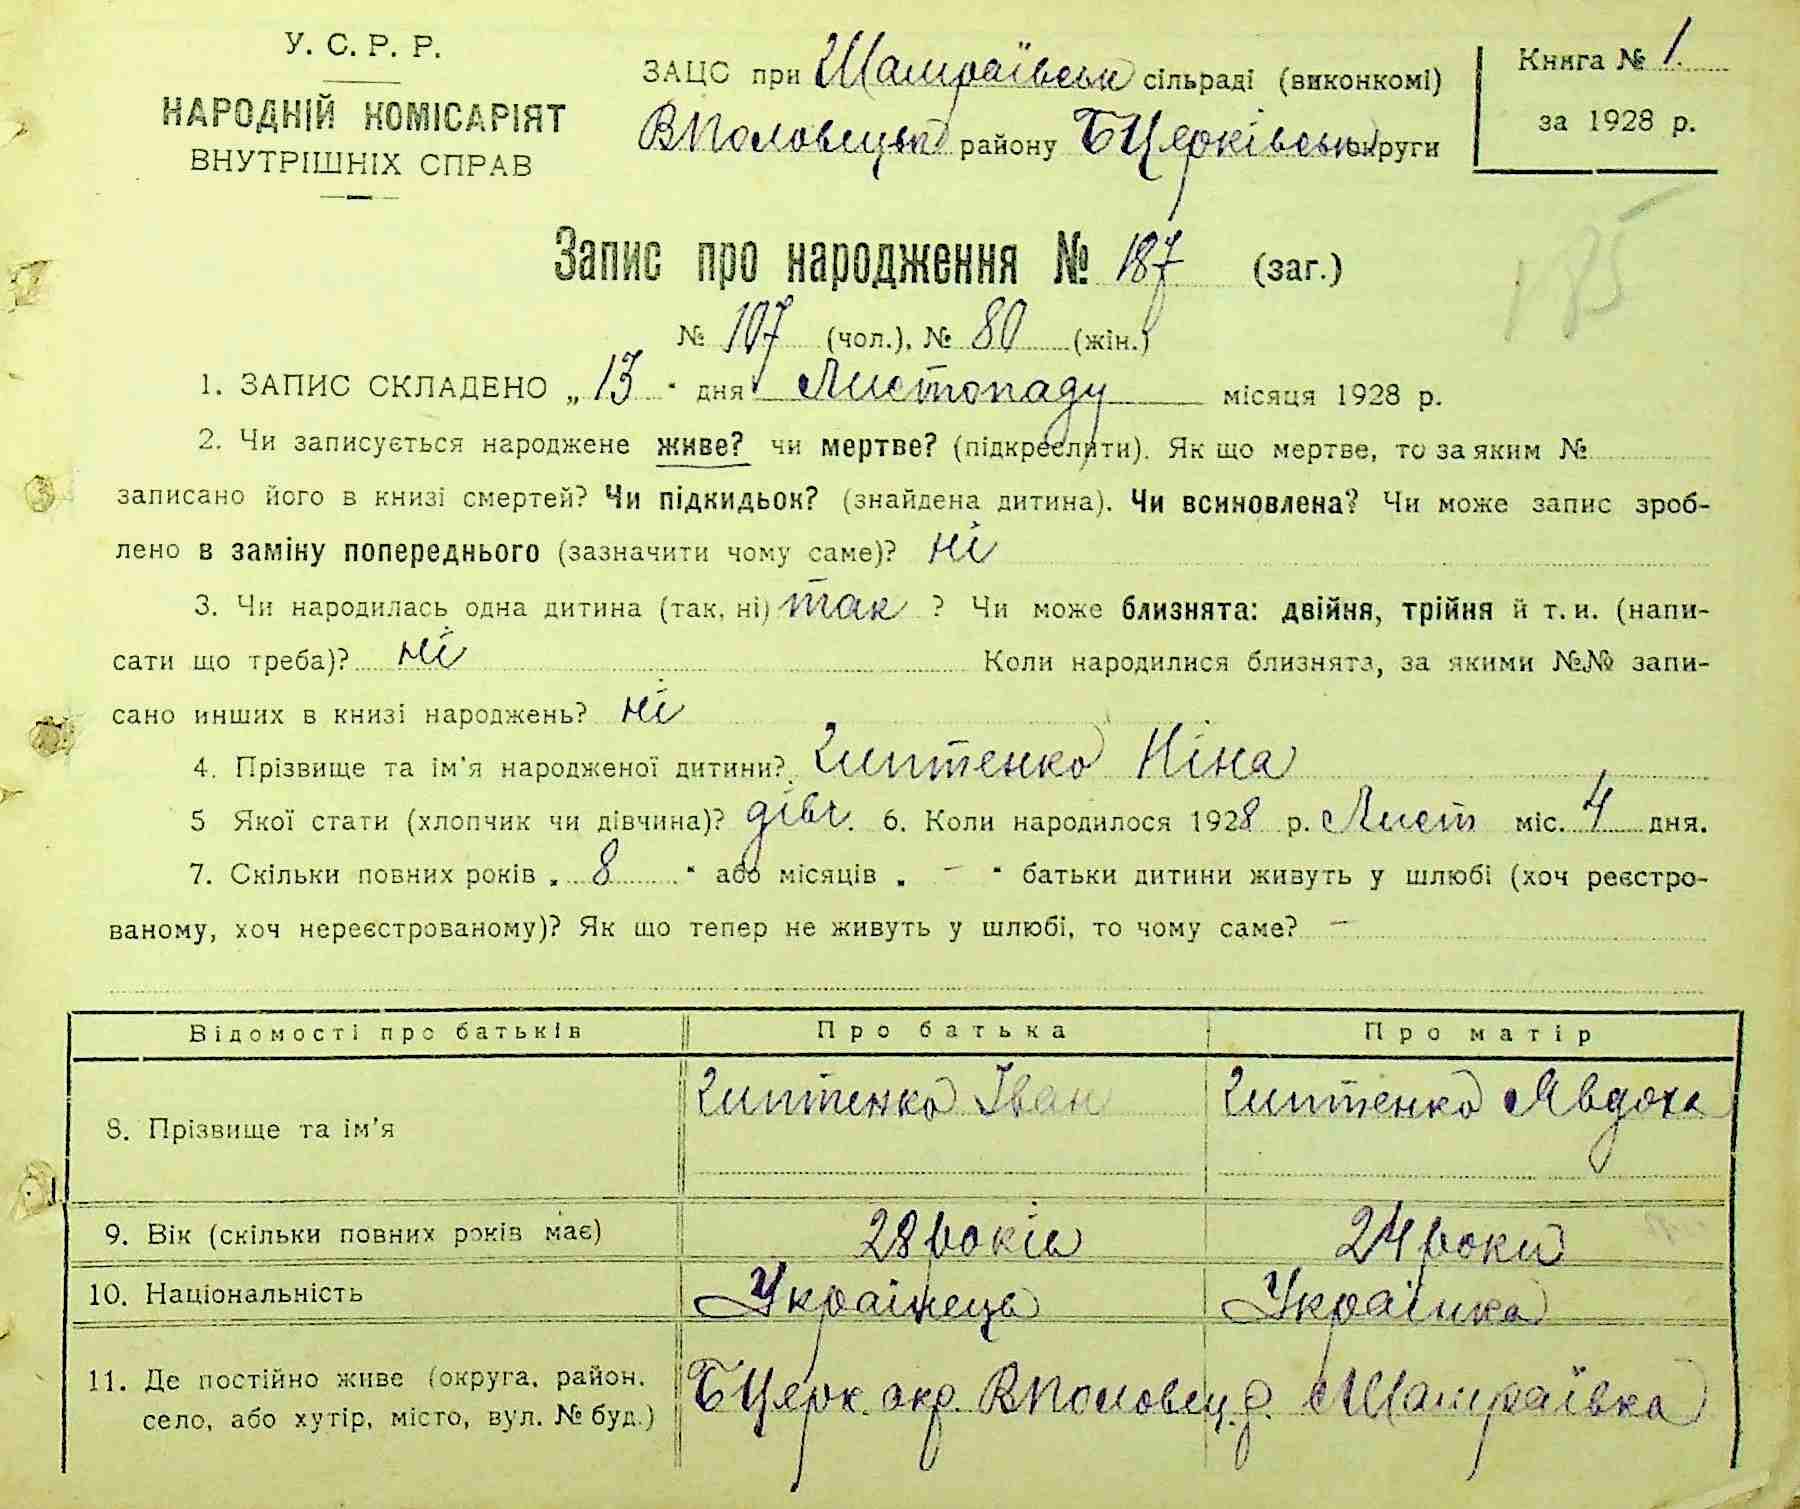 У. С. Р. Р.
НАРОДНІЙ КОМІСАРІЯТ
ВНУТРІШНІХ СПРАВ
ЗАЦС при Шамраївськ сільраді (виконкомі)
ВПоловецьк району БЦерківськ округи
Книга № 1.
за 1928 р.
Запис про народження № 187 (заг.)
185
№ 107 (чол.), № 80 (жін.)
1. ЗАПИС СКЛАДЕНО „ 13 " дня Листопаду місяця 1928 р.
2. Чи записується народжене живе? чи мертве? (підкреслити). Як що мертве, то за яким №
записано його в книзі смертей? Чи підкидьок? (знайдена дитина). Чи всиновлена? Чи може запис зроб-
лено в заміну попереднього (зазначити чому саме)? ні
3. Чи народилась одна дитина (так, ні) так ? Чи може близнята: двійня, трійня й т. и. (напи-
сати що треба)? ні Коли народилися близнята, за якими №№ запи-
сано инших в книзі народжень? ні
4. Прізвище та ім'я народженої дитини? Ніна
5 Якої стати (хлопчик чи дівчина)? дівч. 6. Коли народилося 1928 р. Лист міс. 4 дня.
7. Скільки повних років „ 8 " або місяців „ - " батьки дитини живуть у шлюбі (хоч реєстро-
ваному, хоч нереєстрованому)? Як що тепер не живуть у шлюбі, то чому саме? -
Відомості про батьків Про батька Про матір
8. Прізвище та ім'я Іван Явдоха
9. Вік (скільки повних років має) 28 років 24 роки
10. Національність Українець Українка
11. Де постійно живе (округа, район,
село, або хутір, місто, вул. № буд.) БЦерк. окр. ВПоловец. р. с Шамраївка